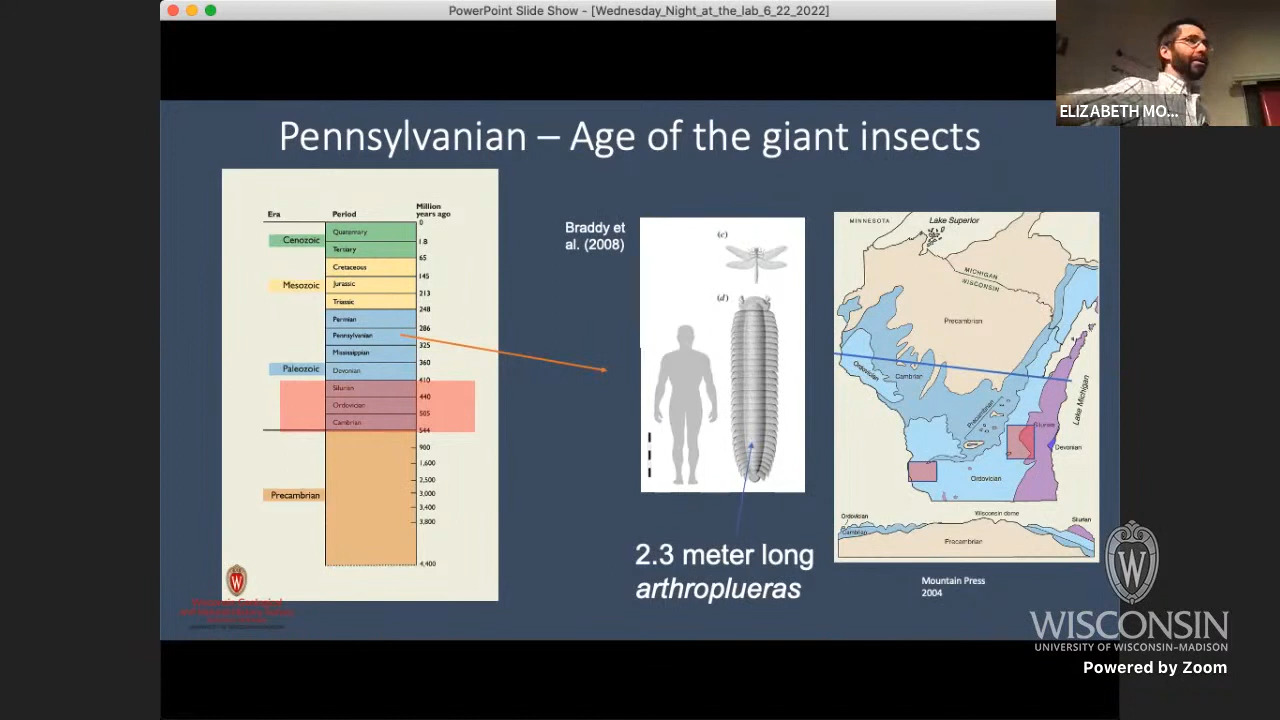 PowerPoint Slide Show - [Wednesday_Night_at_the_lab_6_22_2022]
ELIZABETH MO...
Pennsylvanian – Age of the giant insects
Era
Period
Million
years ago
0
Cenozoic
Quaternary
1.8
Tertiary
65
Mesozoic
Cretaceous
145
Jurassic
213
Triassic
248
Permian
286
Pennsylvanian
325
Mississippian
360
Paleozoic
Devonian
410
Silurian
440
Ordovician
505
Cambrian
544
900
1,600
2,500
Precambrian
3,000
3,400
3,800
4,400
W
Braddy et
al. (2008)
(c)
(d)
2.3 meter long
arthroplueras
MINNESOTA
Lake Superior
MICHIGAN
WISCONSIN
Precambrian
Ordovician
Cambrian
Precambrian
Lake Michigan
Silurian
Devonian
Ordovician
Wisconsin dome
Ordovician
Cambrian
Silurian
Precambrian
Mountain Press
2004
W
WISCONSIN
UNIVERSITY OF WISCONSIN–MADISON
Powered by Zoom